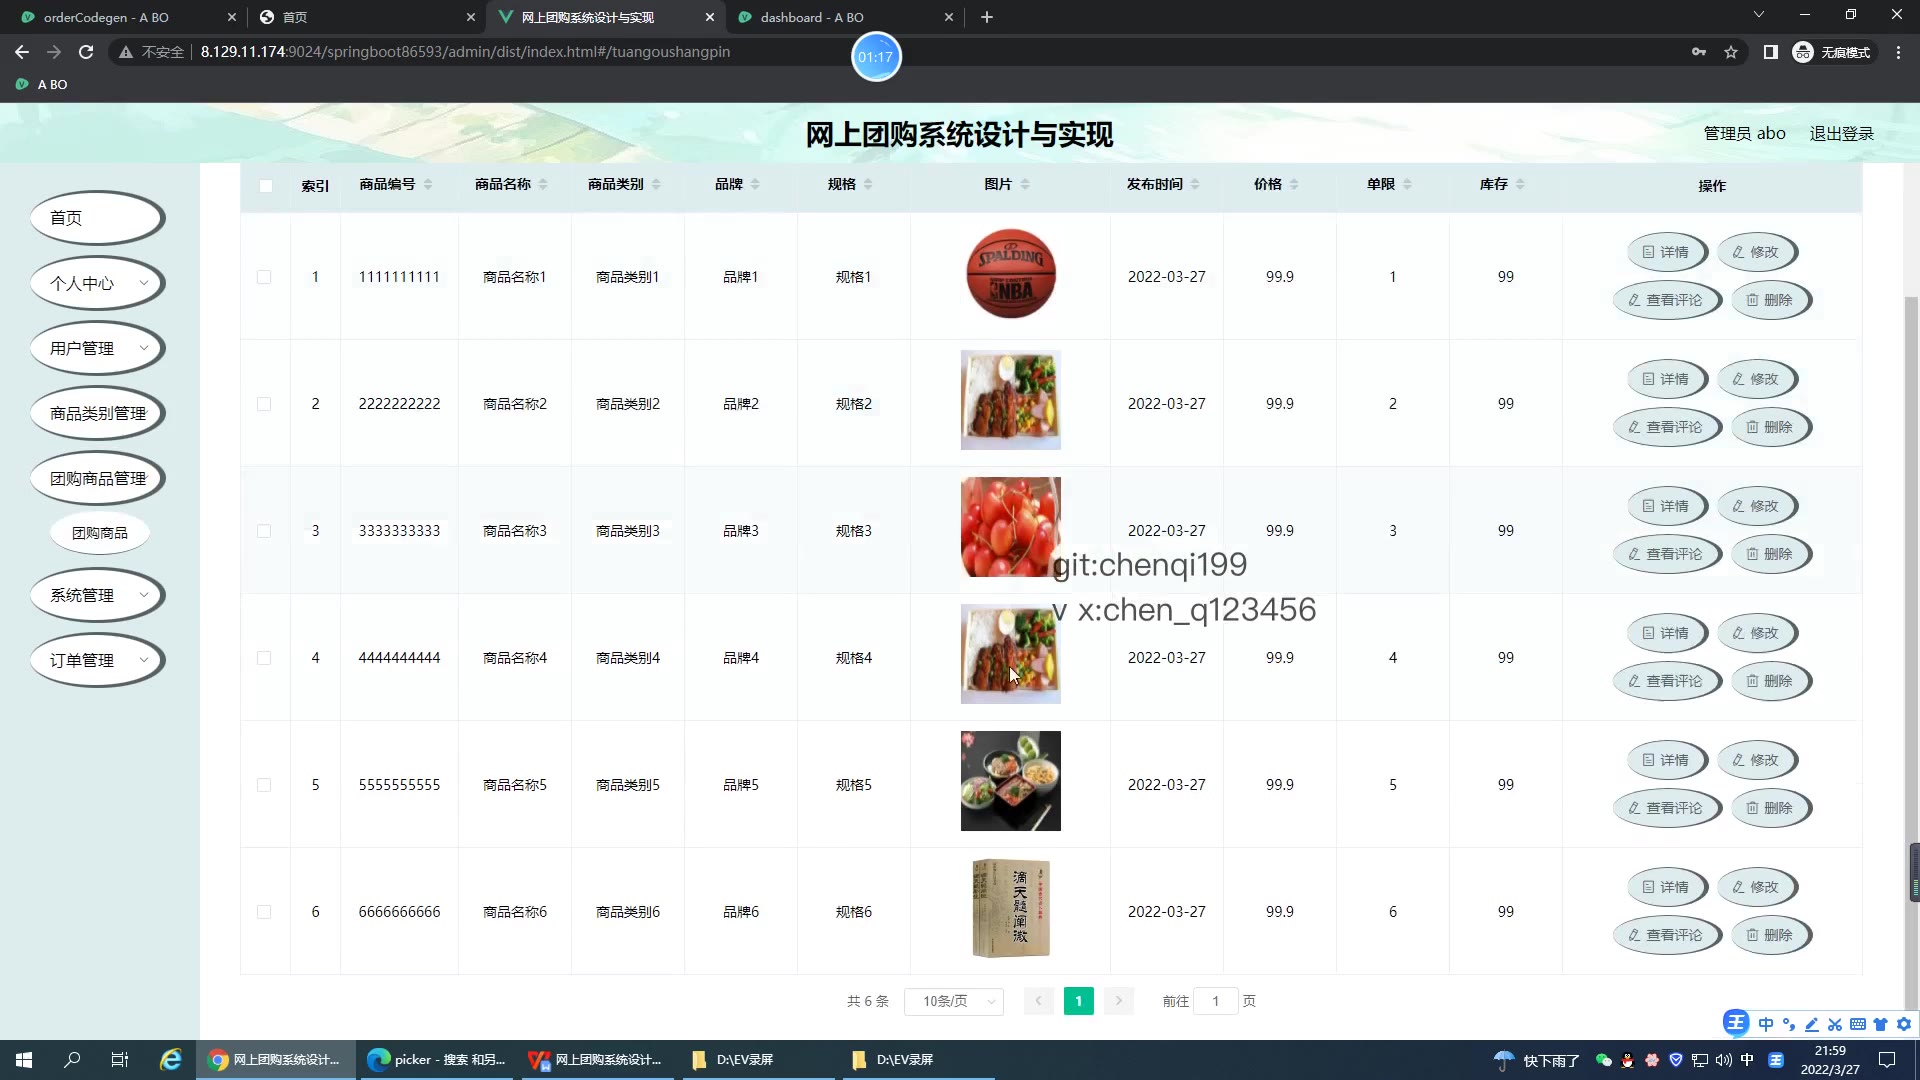 orderCodegen - A BO
首页
网上团购系统设计与实现
dashboard - A BO
不安全
8.129.11.174:9024/springboot86593/admin/dist/index.html#/tuangoushangpin
01:17
无痕模式
A BO
网上团购系统设计与实现
管理员 abo
退出登录
首页
个人中心
用户管理
商品类别管理
团购商品管理
团购商品
系统管理
订单管理
索引 商品编号 商品名称 商品类别 品牌 规格 图片 发布时间 价格 单限 库存 操作
SPALDING
NBA
1 1111111111 商品名称1 商品类别1 品牌1 规格1 2022-03-27 99.9 1 99
详情 修改
查看评论 删除
2 2222222222 商品名称2 商品类别2 品牌2 规格2 2022-03-27 99.9 2 99
详情 修改
查看评论 删除
3 3333333333 商品名称3 商品类别3 品牌3 规格3 2022-03-27 99.9 3 99
详情 修改
查看评论 删除
git:chenqi199
v x:chen_q123456
4 4444444444 商品名称4 商品类别4 品牌4 规格4 2022-03-27 99.9 4 99
详情 修改
查看评论 删除
5 5555555555 商品名称5 商品类别5 品牌5 规格5 2022-03-27 99.9 5 99
详情 修改
查看评论 删除
滴天髓阐微
6 6666666666 商品名称6 商品类别6 品牌6 规格6 2022-03-27 99.9 6 99
详情 修改
查看评论 删除
共 6 条 10条/页 1 前往 1 页
王 中
网上团购系统设计...
picker - 搜索 和另...
网上团购系统设计...
D:\EV录屏
D:\EV录屏
快下雨了
中
王
21:59
2022/3/27